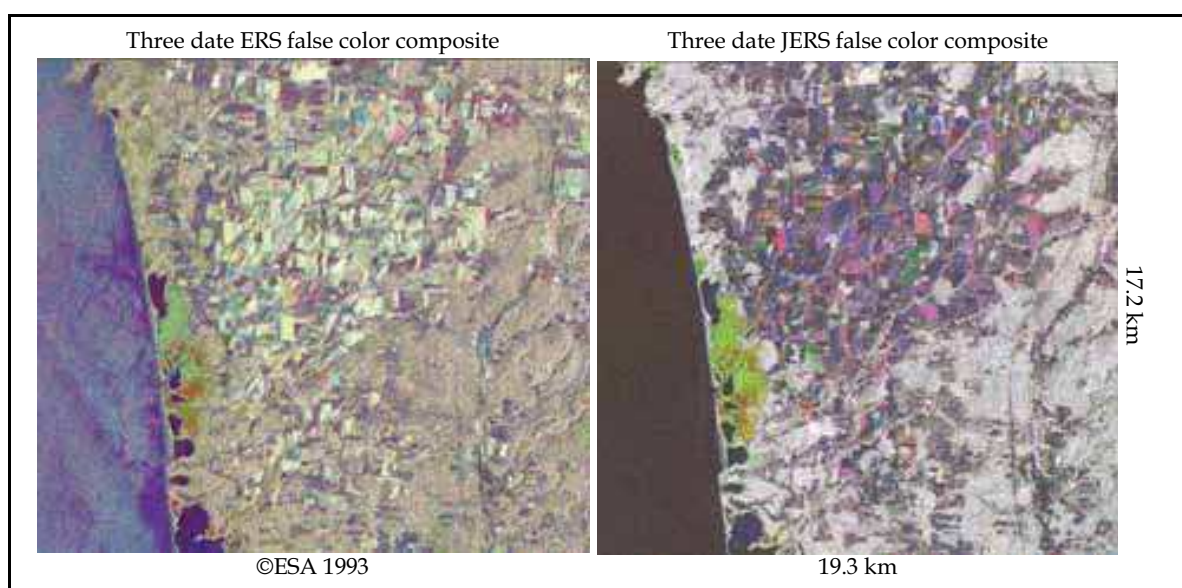 Three date ERS false color composite
Three date JERS false color composite
17.2 km
©ESA 1993
19.3 km